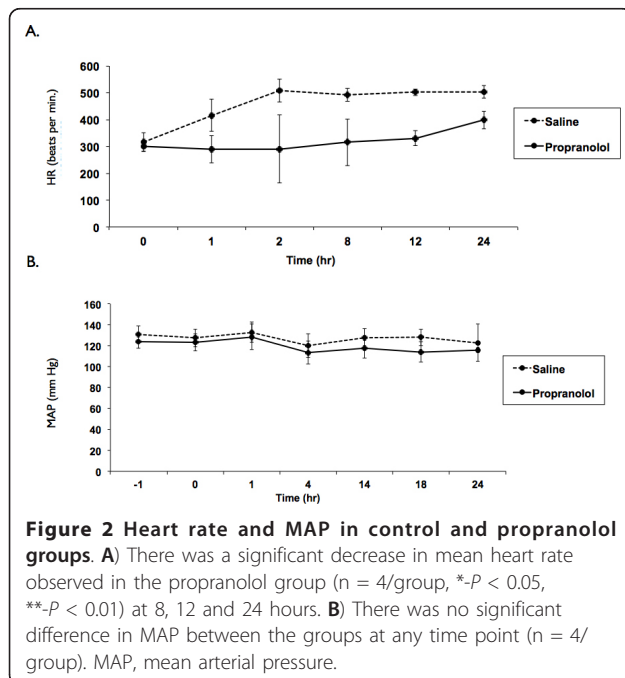 A.
600
500
400
300
200
100
0
HR (beats per min.)
0 1 2 8 12 24
Time (hr)
Saline
Propranolol
B.
160
140
120
100
80
60
40
20
0
MAP (mm Hg)
-1 0 1 4 14 18 24
Time (hr)
Saline
Propranolol
Figure 2 Heart rate and MAP in control and propranolol
groups. A) There was a significant decrease in mean heart rate
observed in the propranolol group (n = 4/group, *-P < 0.05,
**-P < 0.01) at 8, 12 and 24 hours. B) There was no significant
difference in MAP between the groups at any time point (n = 4/
group). MAP, mean arterial pressure.